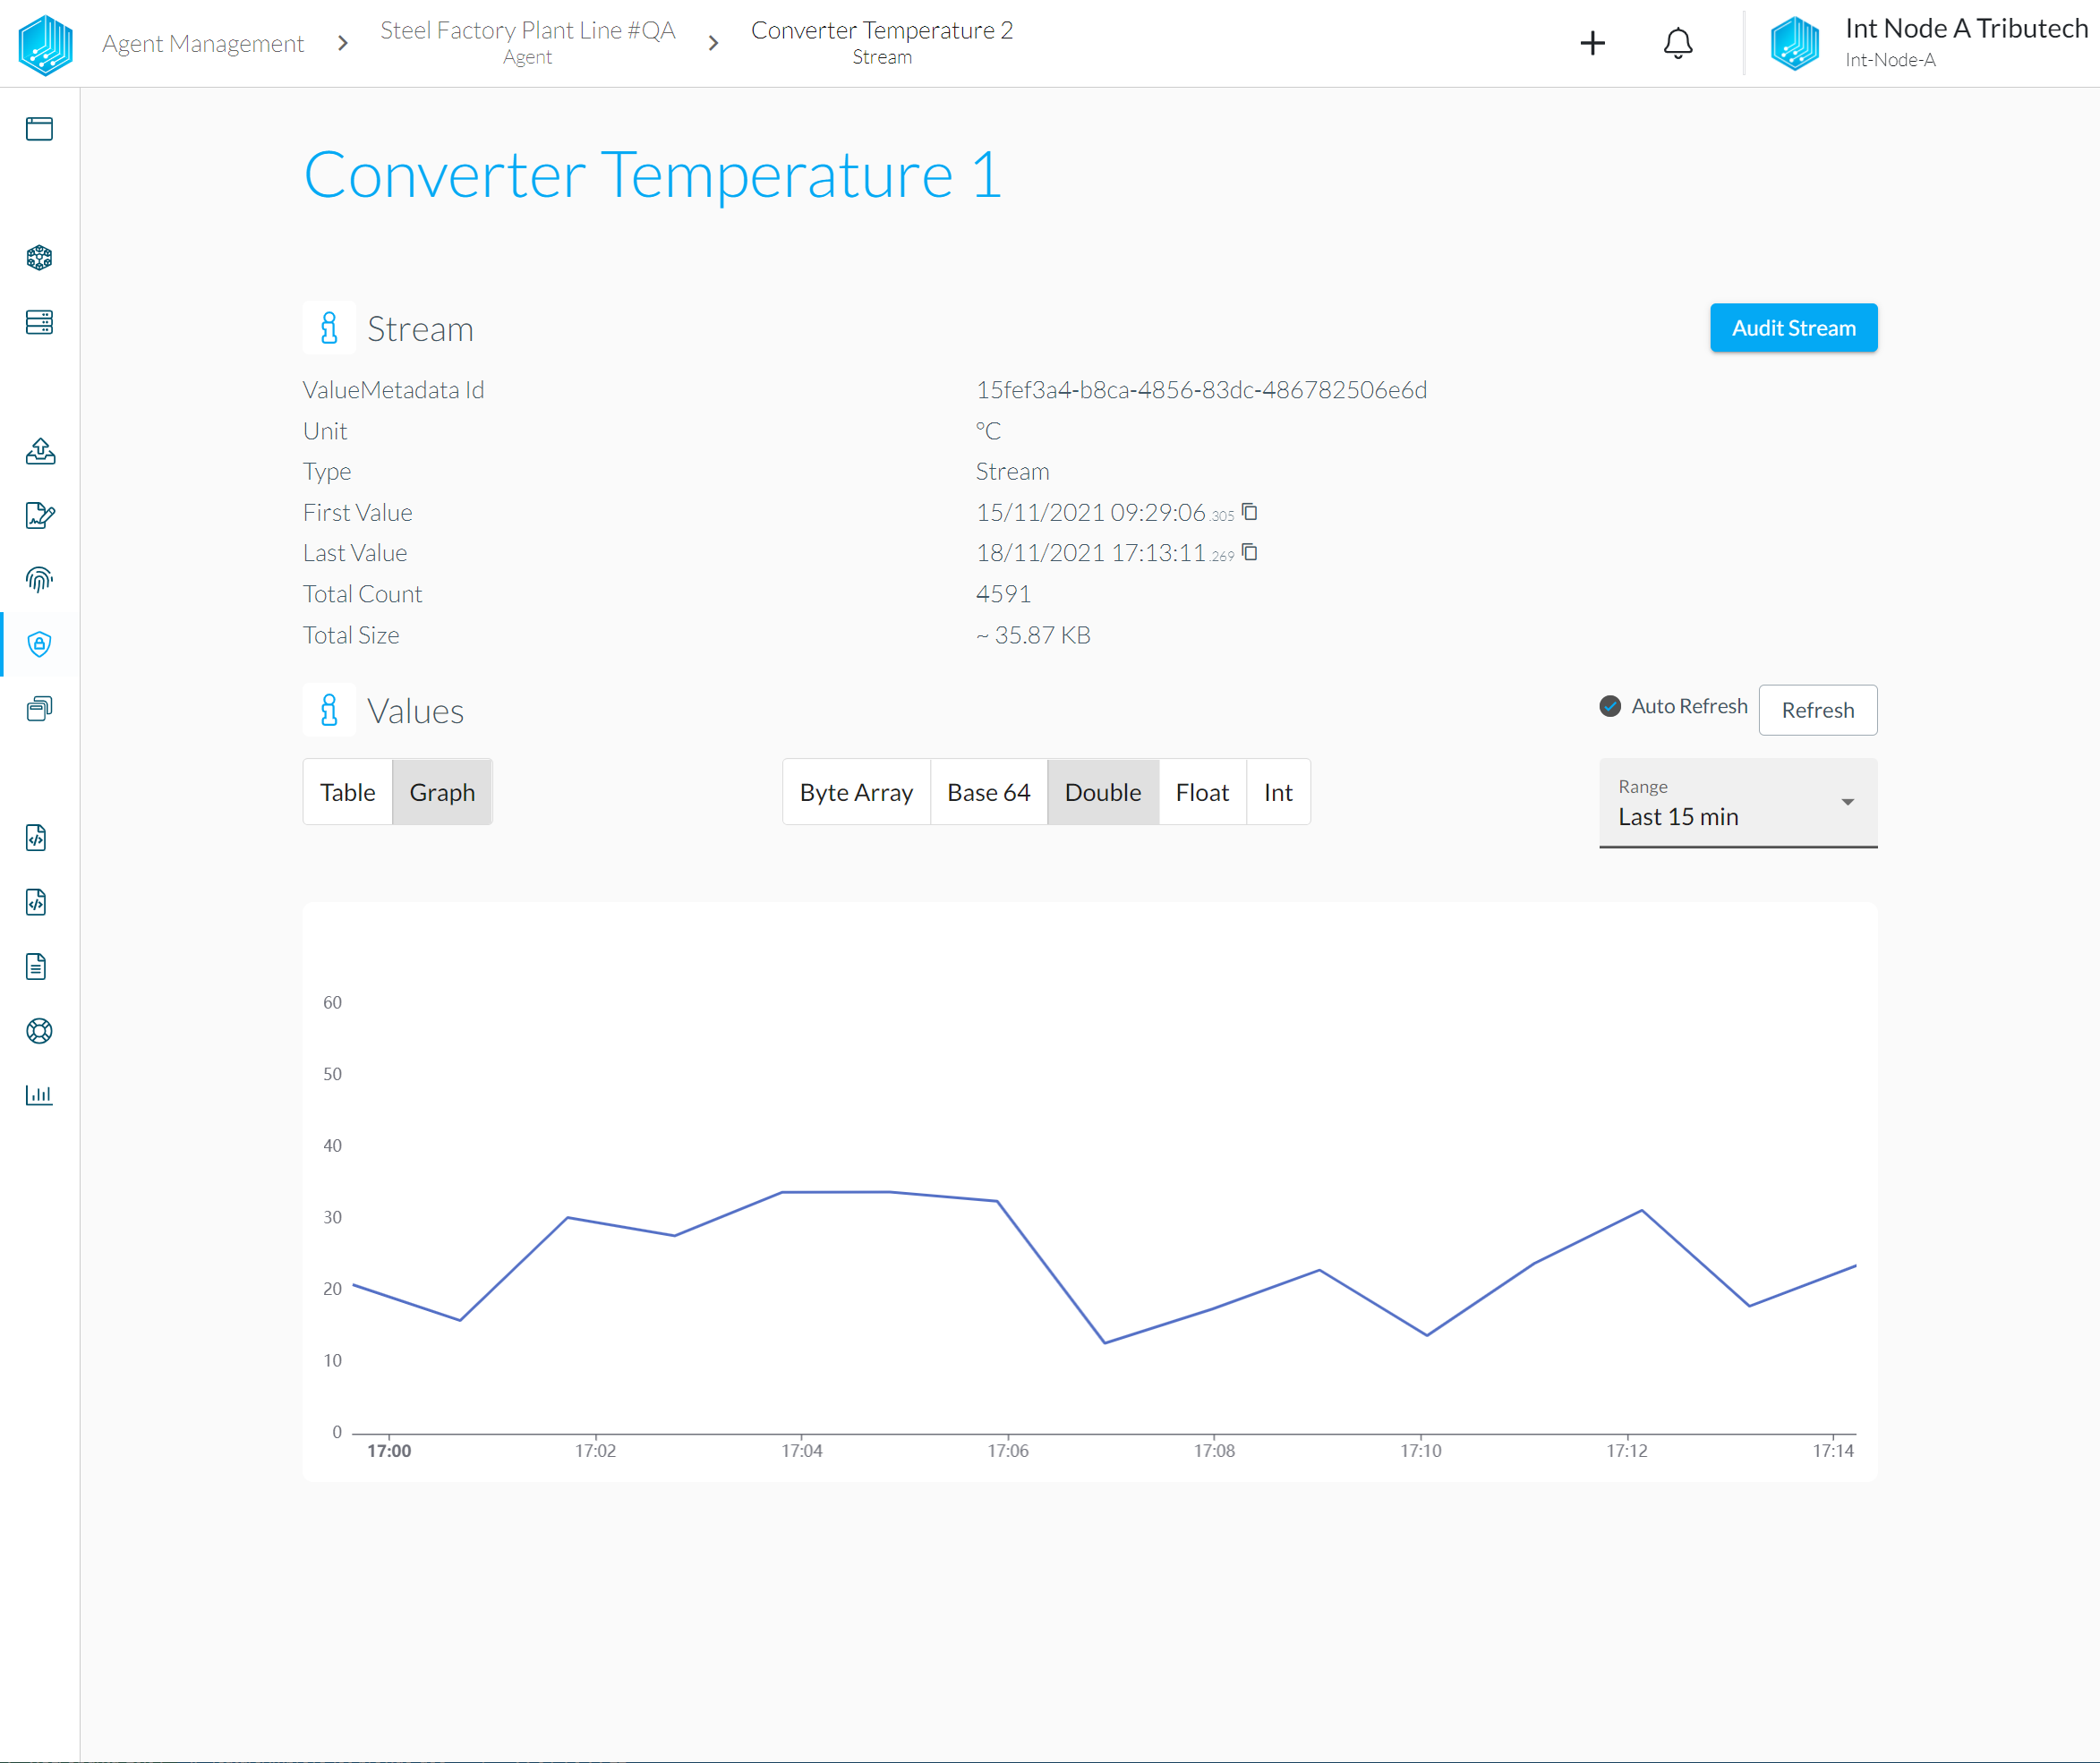 Agent Management
Steel Factory Plant Line #QA
Agent
Converter Temperature 2
Stream
Int Node A Tributech
Int-Node-A
Converter Temperature 1
Stream
Audit Stream
ValueMetadata Id 15fef3a4-b8ca-4856-83dc-486782506e6d
Unit °C
Type Stream
First Value 15/11/2021 09:29:06.305
Last Value 18/11/2021 17:13:11.269
Total Count 4591
Total Size ~ 35.87 KB
Values
Auto Refresh
Refresh
Table Graph
Byte Array Base 64 Double Float Int
Range
Last 15 min
60
50
40
30
20
10
0
17:00 17:02 17:04 17:06 17:08 17:10 17:12 17:14